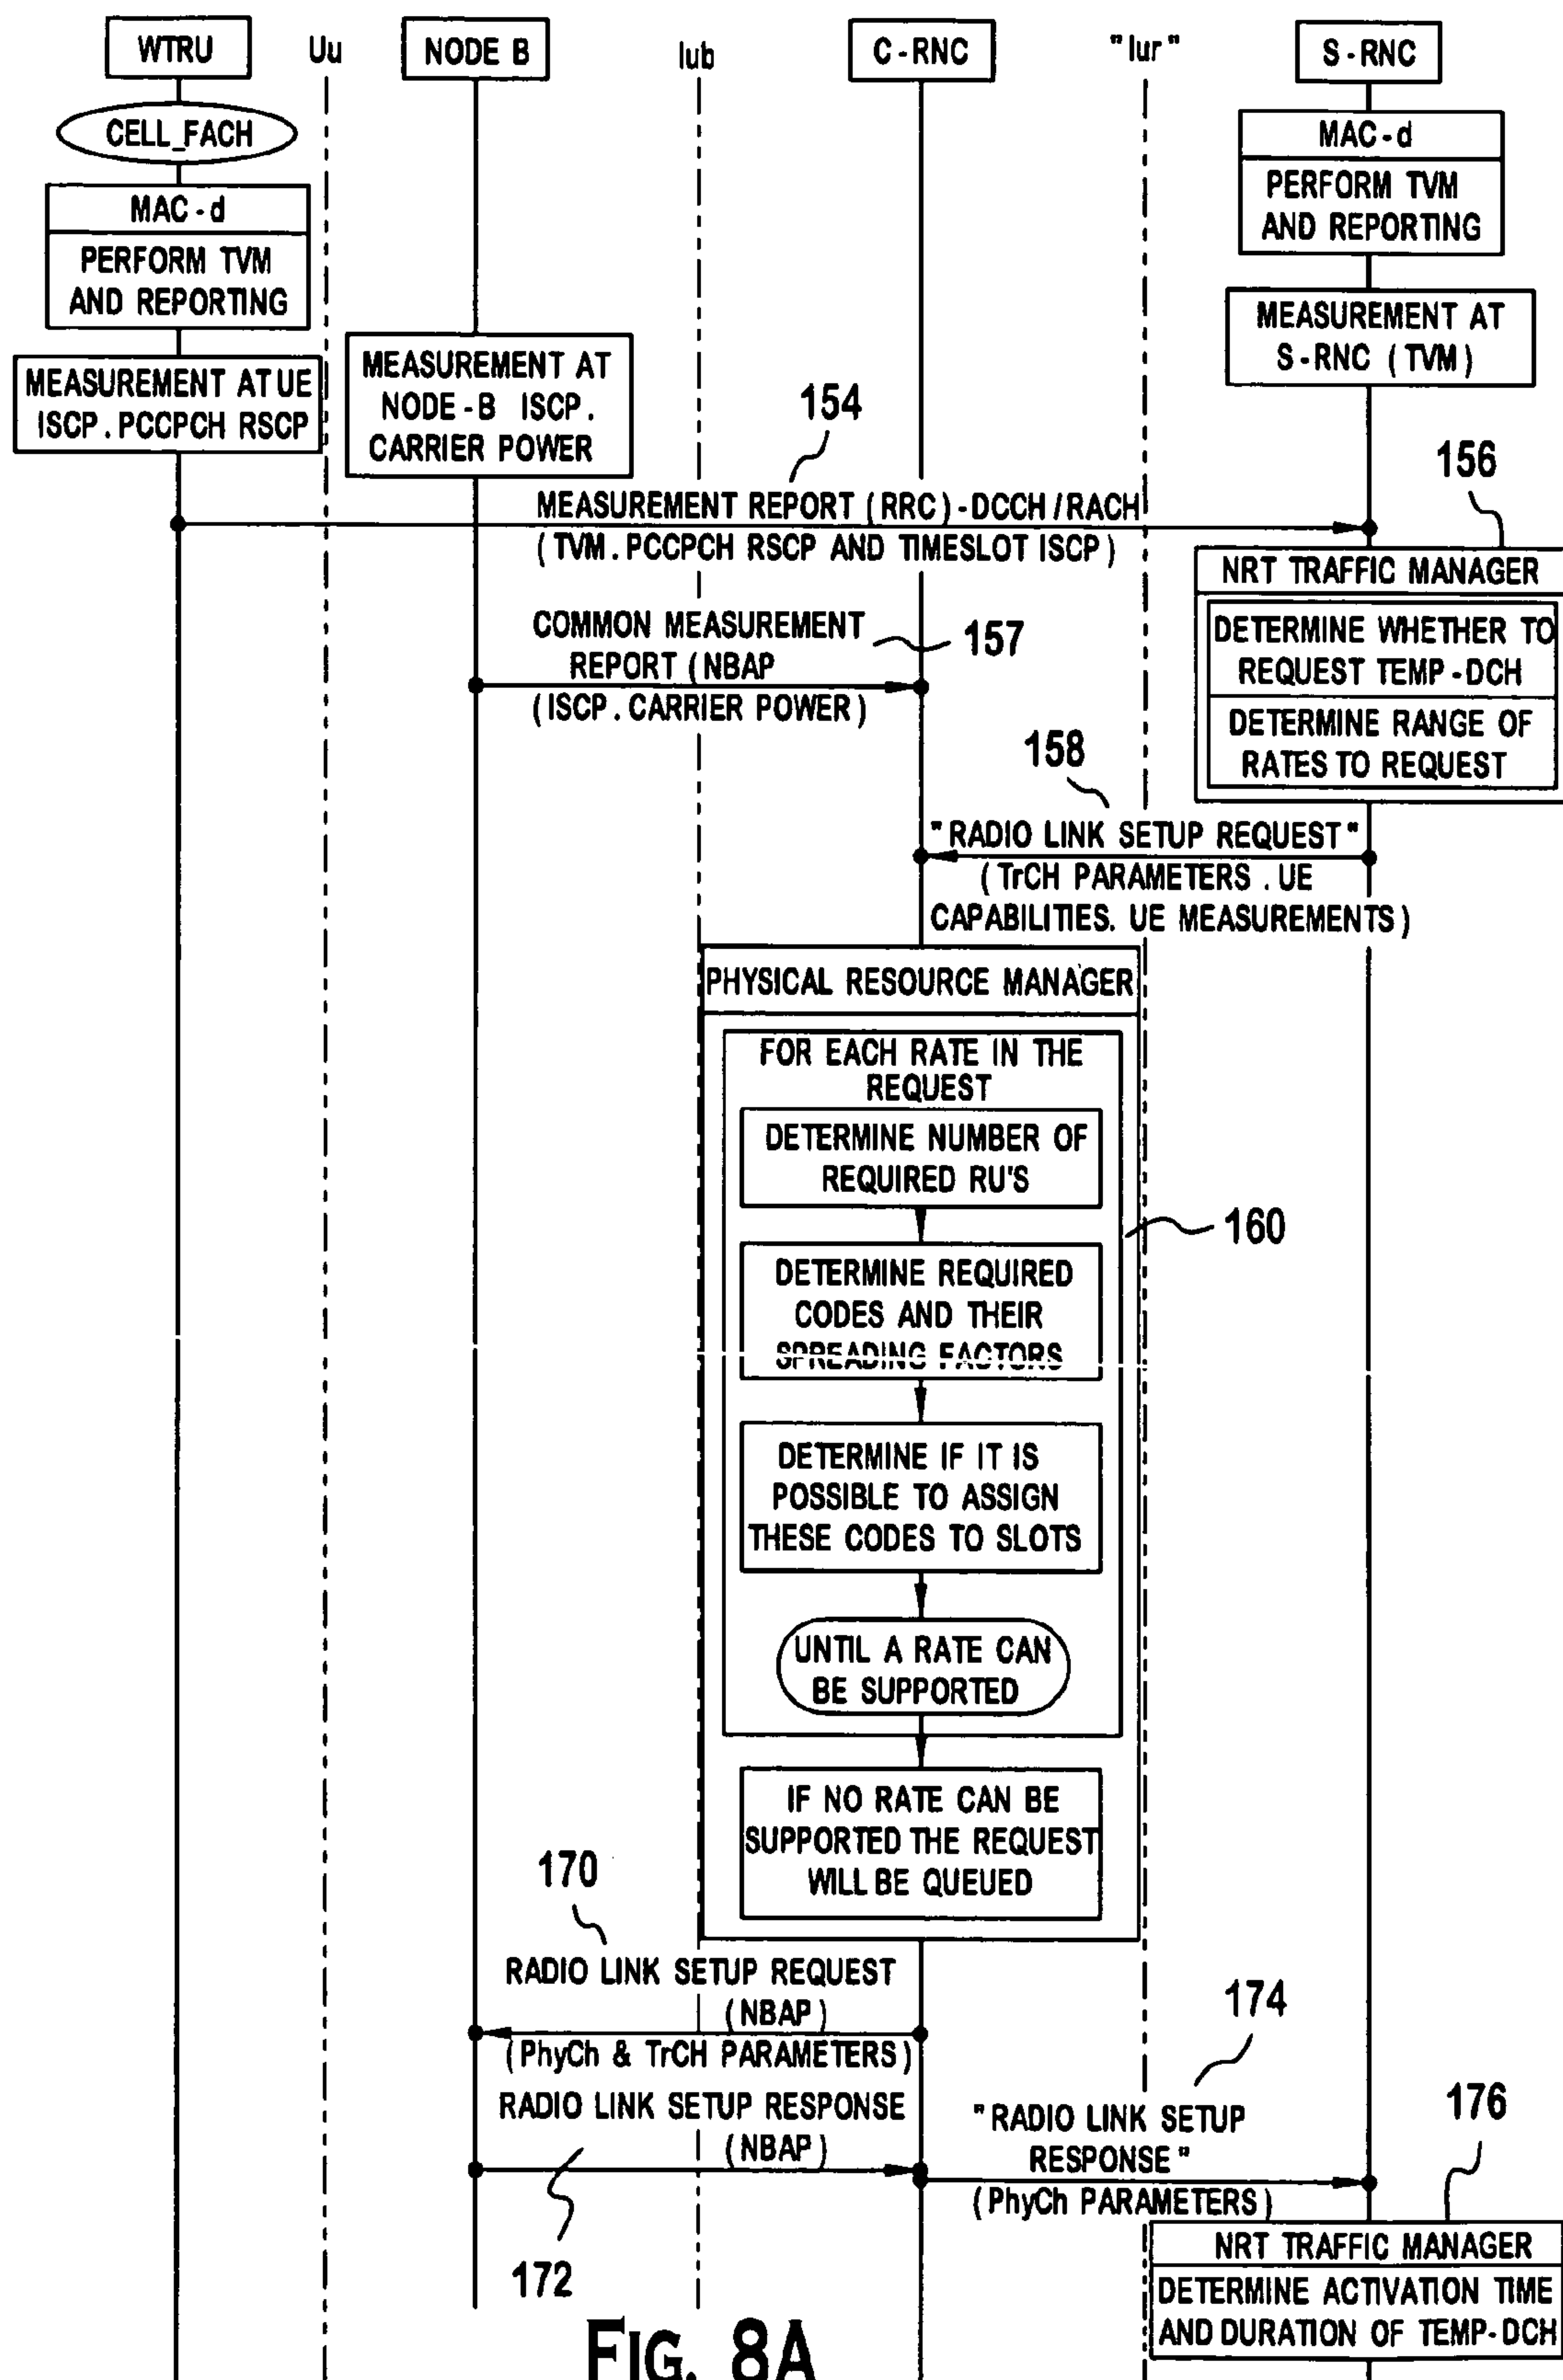 WTRU
Uu
NODE B
Iub
C-RNC
"Iur"
S-RNC
CELL_FACH
MAC-d
PERFORM TVM
AND REPORTING
MAC-d
PERFORM TVM
AND REPORTING
MEASUREMENT AT
S-RNC (TVM)
MEASUREMENT AT UE
ISCP. PCCPCH RSCP
MEASUREMENT AT
NODE-B ISCP.
CARRIER POWER
154
156
MEASUREMENT REPORT (RRC)-DCCH/RACH
(TVM. PCCPCH RSCP AND TIMESLOT ISCP)
NRT TRAFFIC MANAGER
DETERMINE WHETHER TO
REQUEST TEMP-DCH
DETERMINE RANGE OF
RATES TO REQUEST
COMMON MEASUREMENT
REPORT (NBAP
(ISCP. CARRIER POWER)
157
158
"RADIO LINK SETUP REQUEST"
(TrCH PARAMETERS. UE
CAPABILITIES. UE MEASUREMENTS)
PHYSICAL RESOURCE MANAGER
FOR EACH RATE IN THE
REQUEST
DETERMINE NUMBER OF
REQUIRED RU'S
160
DETERMINE REQUIRED
CODES AND THEIR
SPREADING FACTORS
DETERMINE IF IT IS
POSSIBLE TO ASSIGN
THESE CODES TO SLOTS
UNTIL A RATE CAN
BE SUPPORTED
IF NO RATE CAN BE
SUPPORTED THE REQUEST
WILL BE QUEUED
170
RADIO LINK SETUP REQUEST
(NBAP)
(PhyCh & TrCH PARAMETERS)
174
RADIO LINK SETUP RESPONSE
(NBAP)
172
"RADIO LINK SETUP
RESPONSE"
(PhyCh PARAMETERS)
176
NRT TRAFFIC MANAGER
DETERMINE ACTIVATION TIME
AND DURATION OF TEMP-DCH
FIG. 8A